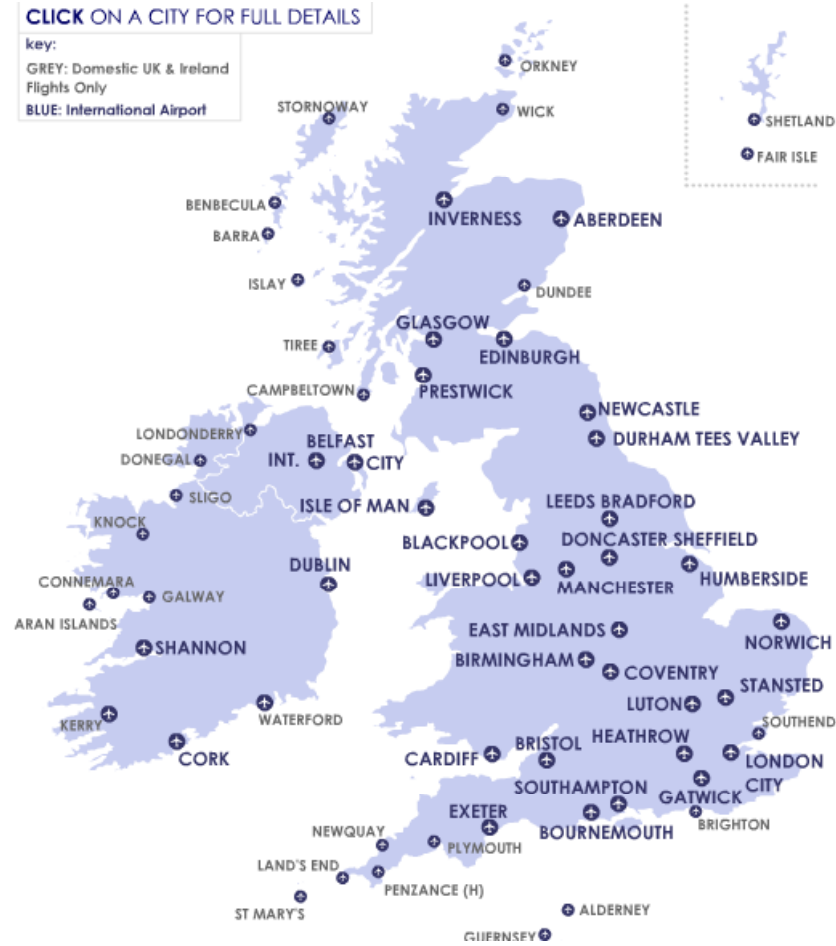 CLICK ON A CITY FOR FULL DETAILS
key:
GREY: Domestic UK & Ireland
Flights Only
BLUE: International Airport
ORKNEY
WICK
STORNOWAY
SHETLAND
FAIR ISLE
BENBECULA
BARRA
INVERNESS
ABERDEEN
ISLAY
DUNDEE
GLASGOW
EDINBURGH
TIREE
PRESTWICK
CAMPBELTOWN
NEWCASTLE
LONDONDERRY
DURHAM TEES VALLEY
BELFAST
INT.
CITY
DONEGAL
SLIGO
ISLE OF MAN
LEEDS BRADFORD
KNOCK
BLACKPOOL
DONCASTER SHEFFIELD
DUBLIN
LIVERPOOL
MANCHESTER
HUMBERSIDE
CONNEMARA
GALWAY
ARAN ISLANDS
EAST MIDLANDS
NORWICH
SHANNON
BIRMINGHAM
COVENTRY
STANSTED
LUTON
KERRY
WATERFORD
SOUTHEND
CORK
CARDIFF
BRISTOL
HEATHROW
LONDON
CITY
SOUTHAMPTON
GATWICK
EXETER
BOURNEMOUTH
BRIGHTON
NEWQUAY
PLYMOUTH
LAND'S END
PENZANCE (H)
ST MARY'S
ALDERNEY
GUERNSEY